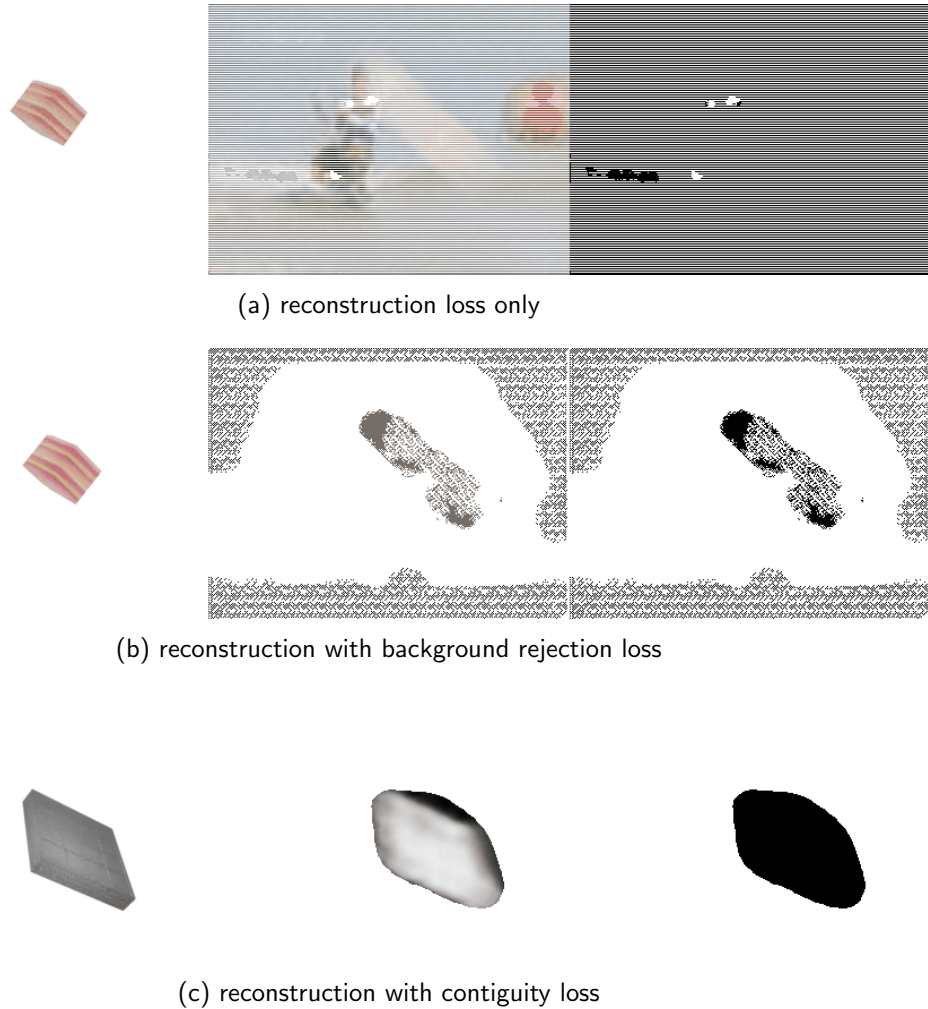 (a) reconstruction loss only
(b) reconstruction with background rejection loss
(c) reconstruction with contiguity loss